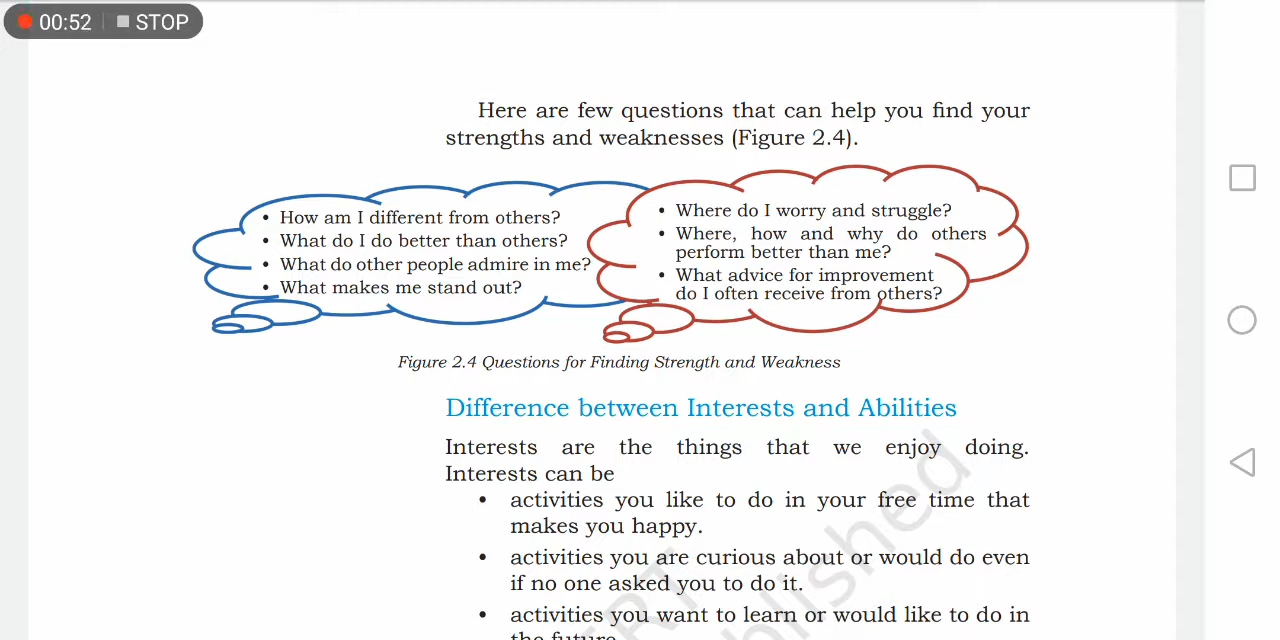 00:52 STOP
Here are few questions that can help you find your
strengths and weaknesses (Figure 2.4).
• How am I different from others?
• What do I do better than others?
• What do other people admire in me?
• What makes me stand out?
• Where do I worry and struggle?
• Where, how and why do others
perform better than me?
• What advice for improvement
do I often receive from others?
Figure 2.4 Questions for Finding Strength and Weakness
Difference between Interests and Abilities
Interests are the things that we enjoy doing.
Interests can be
• activities you like to do in your free time that
makes you happy.
• activities you are curious about or would do even
if no one asked you to do it.
• activities you want to learn or would like to do in
the future